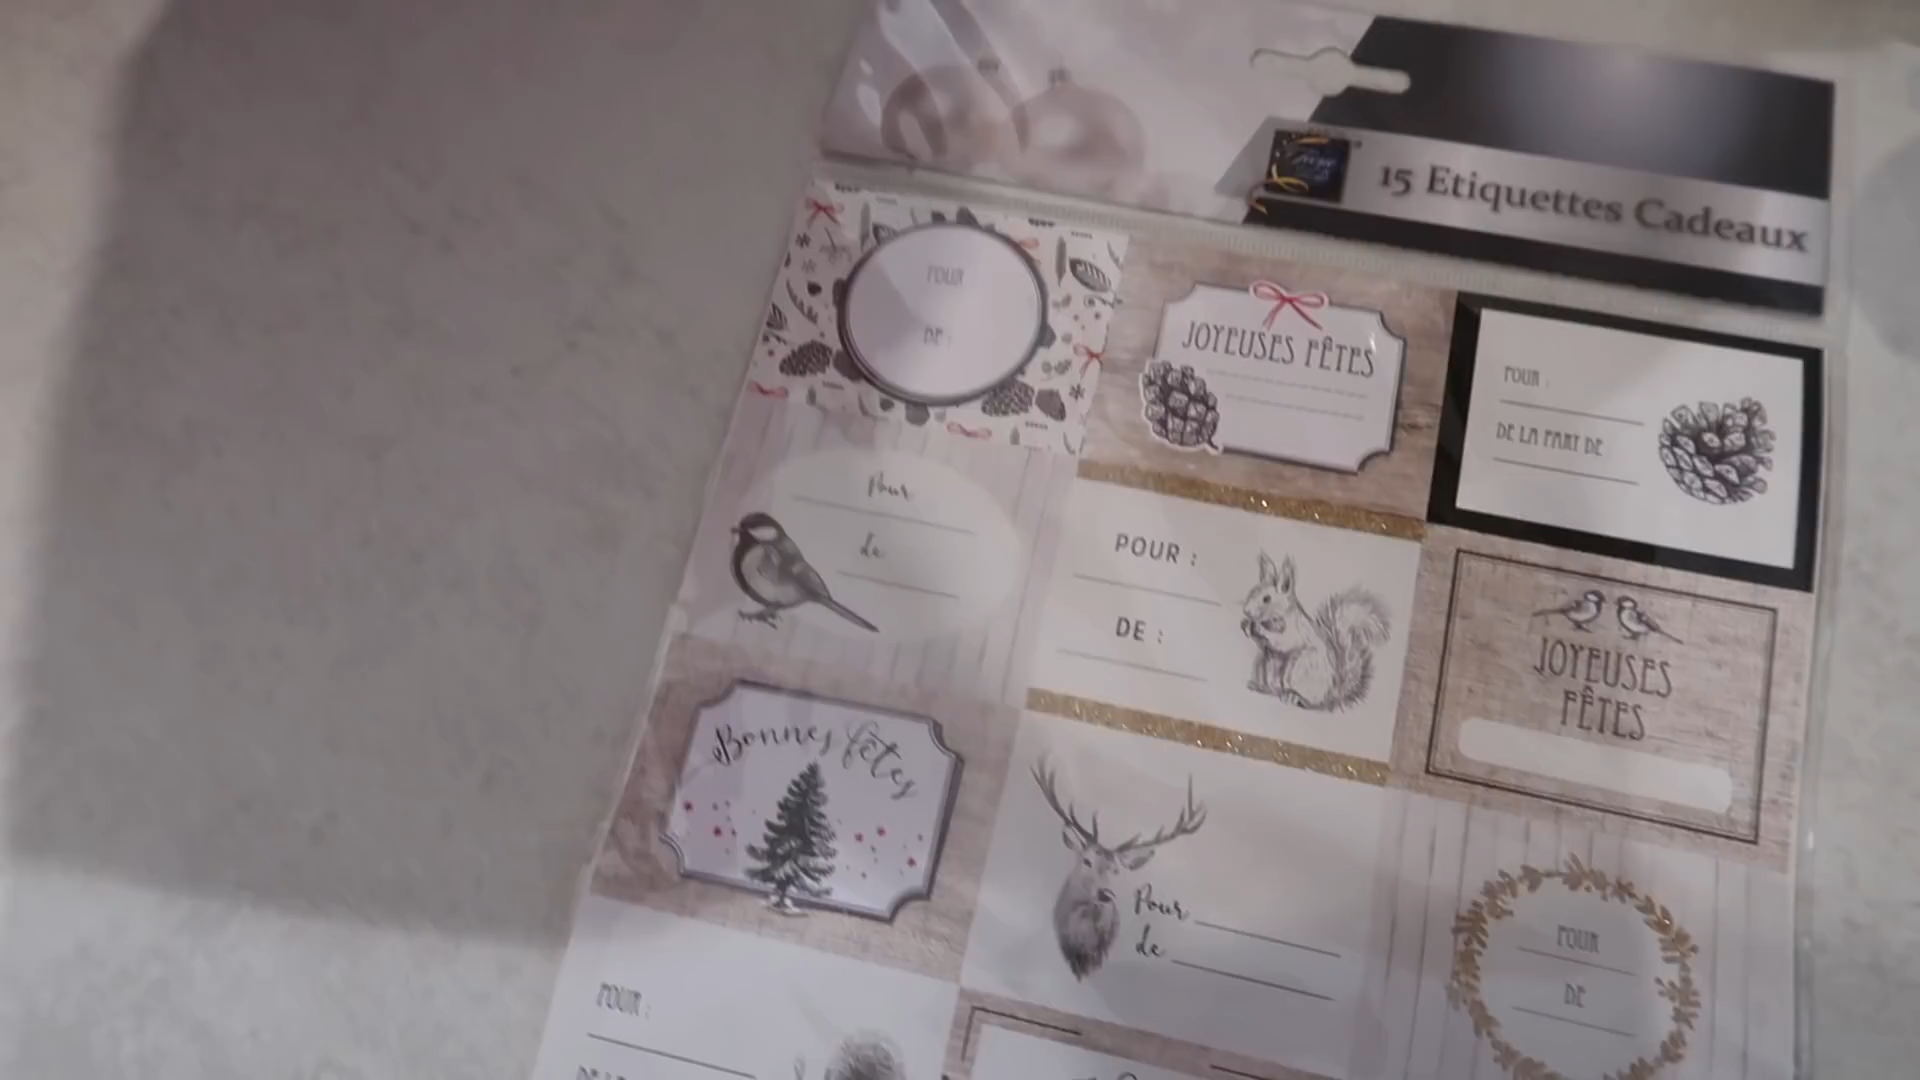 15 Etiquettes Cadeaux
POUR
DE :
JOYEUSES FÊTES
POUR :
DE LA PART DE
Pour
de
POUR :
DE :
JOYEUSES
FÊTES
Bonnes fêtes
Pour
de
POUR
DE
POUR :